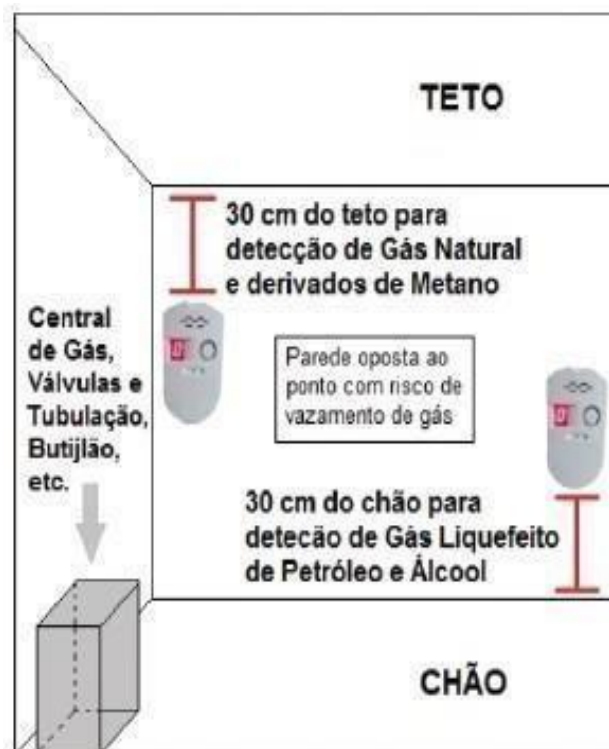 TETO
30 cm do teto para
detecção de Gás Natural
e derivados de Metano
Central
de Gás,
Válvulas e
Tubulação,
Butijlão,
etc.
Parede oposta ao
ponto com risco de
vazamento de gás
30 cm do chão para
detecão de Gás Liquefeito
de Petróleo e Álcool
CHÃO